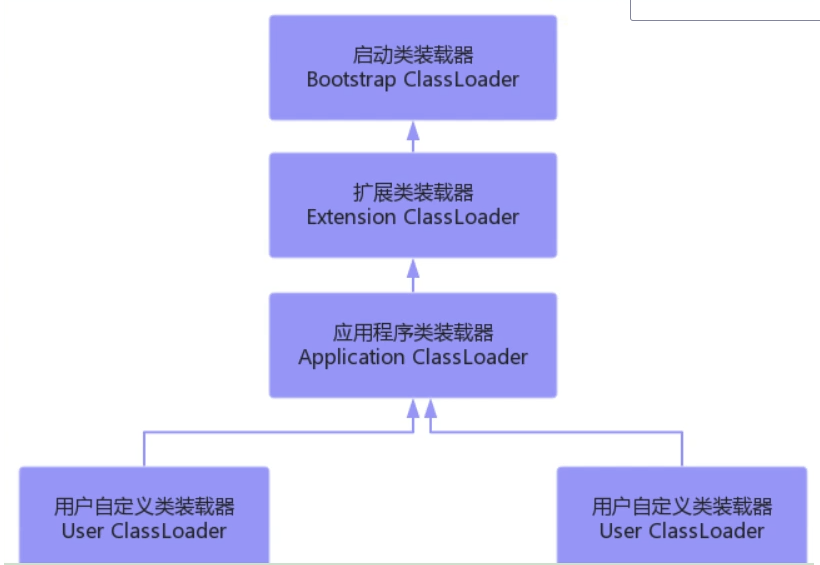 启动类装载器
Bootstrap ClassLoader
扩展类装载器
Extension ClassLoader
应用程序类装载器
Application ClassLoader
用户自定义类装载器
User ClassLoader
用户自定义类装载器
User ClassLoader